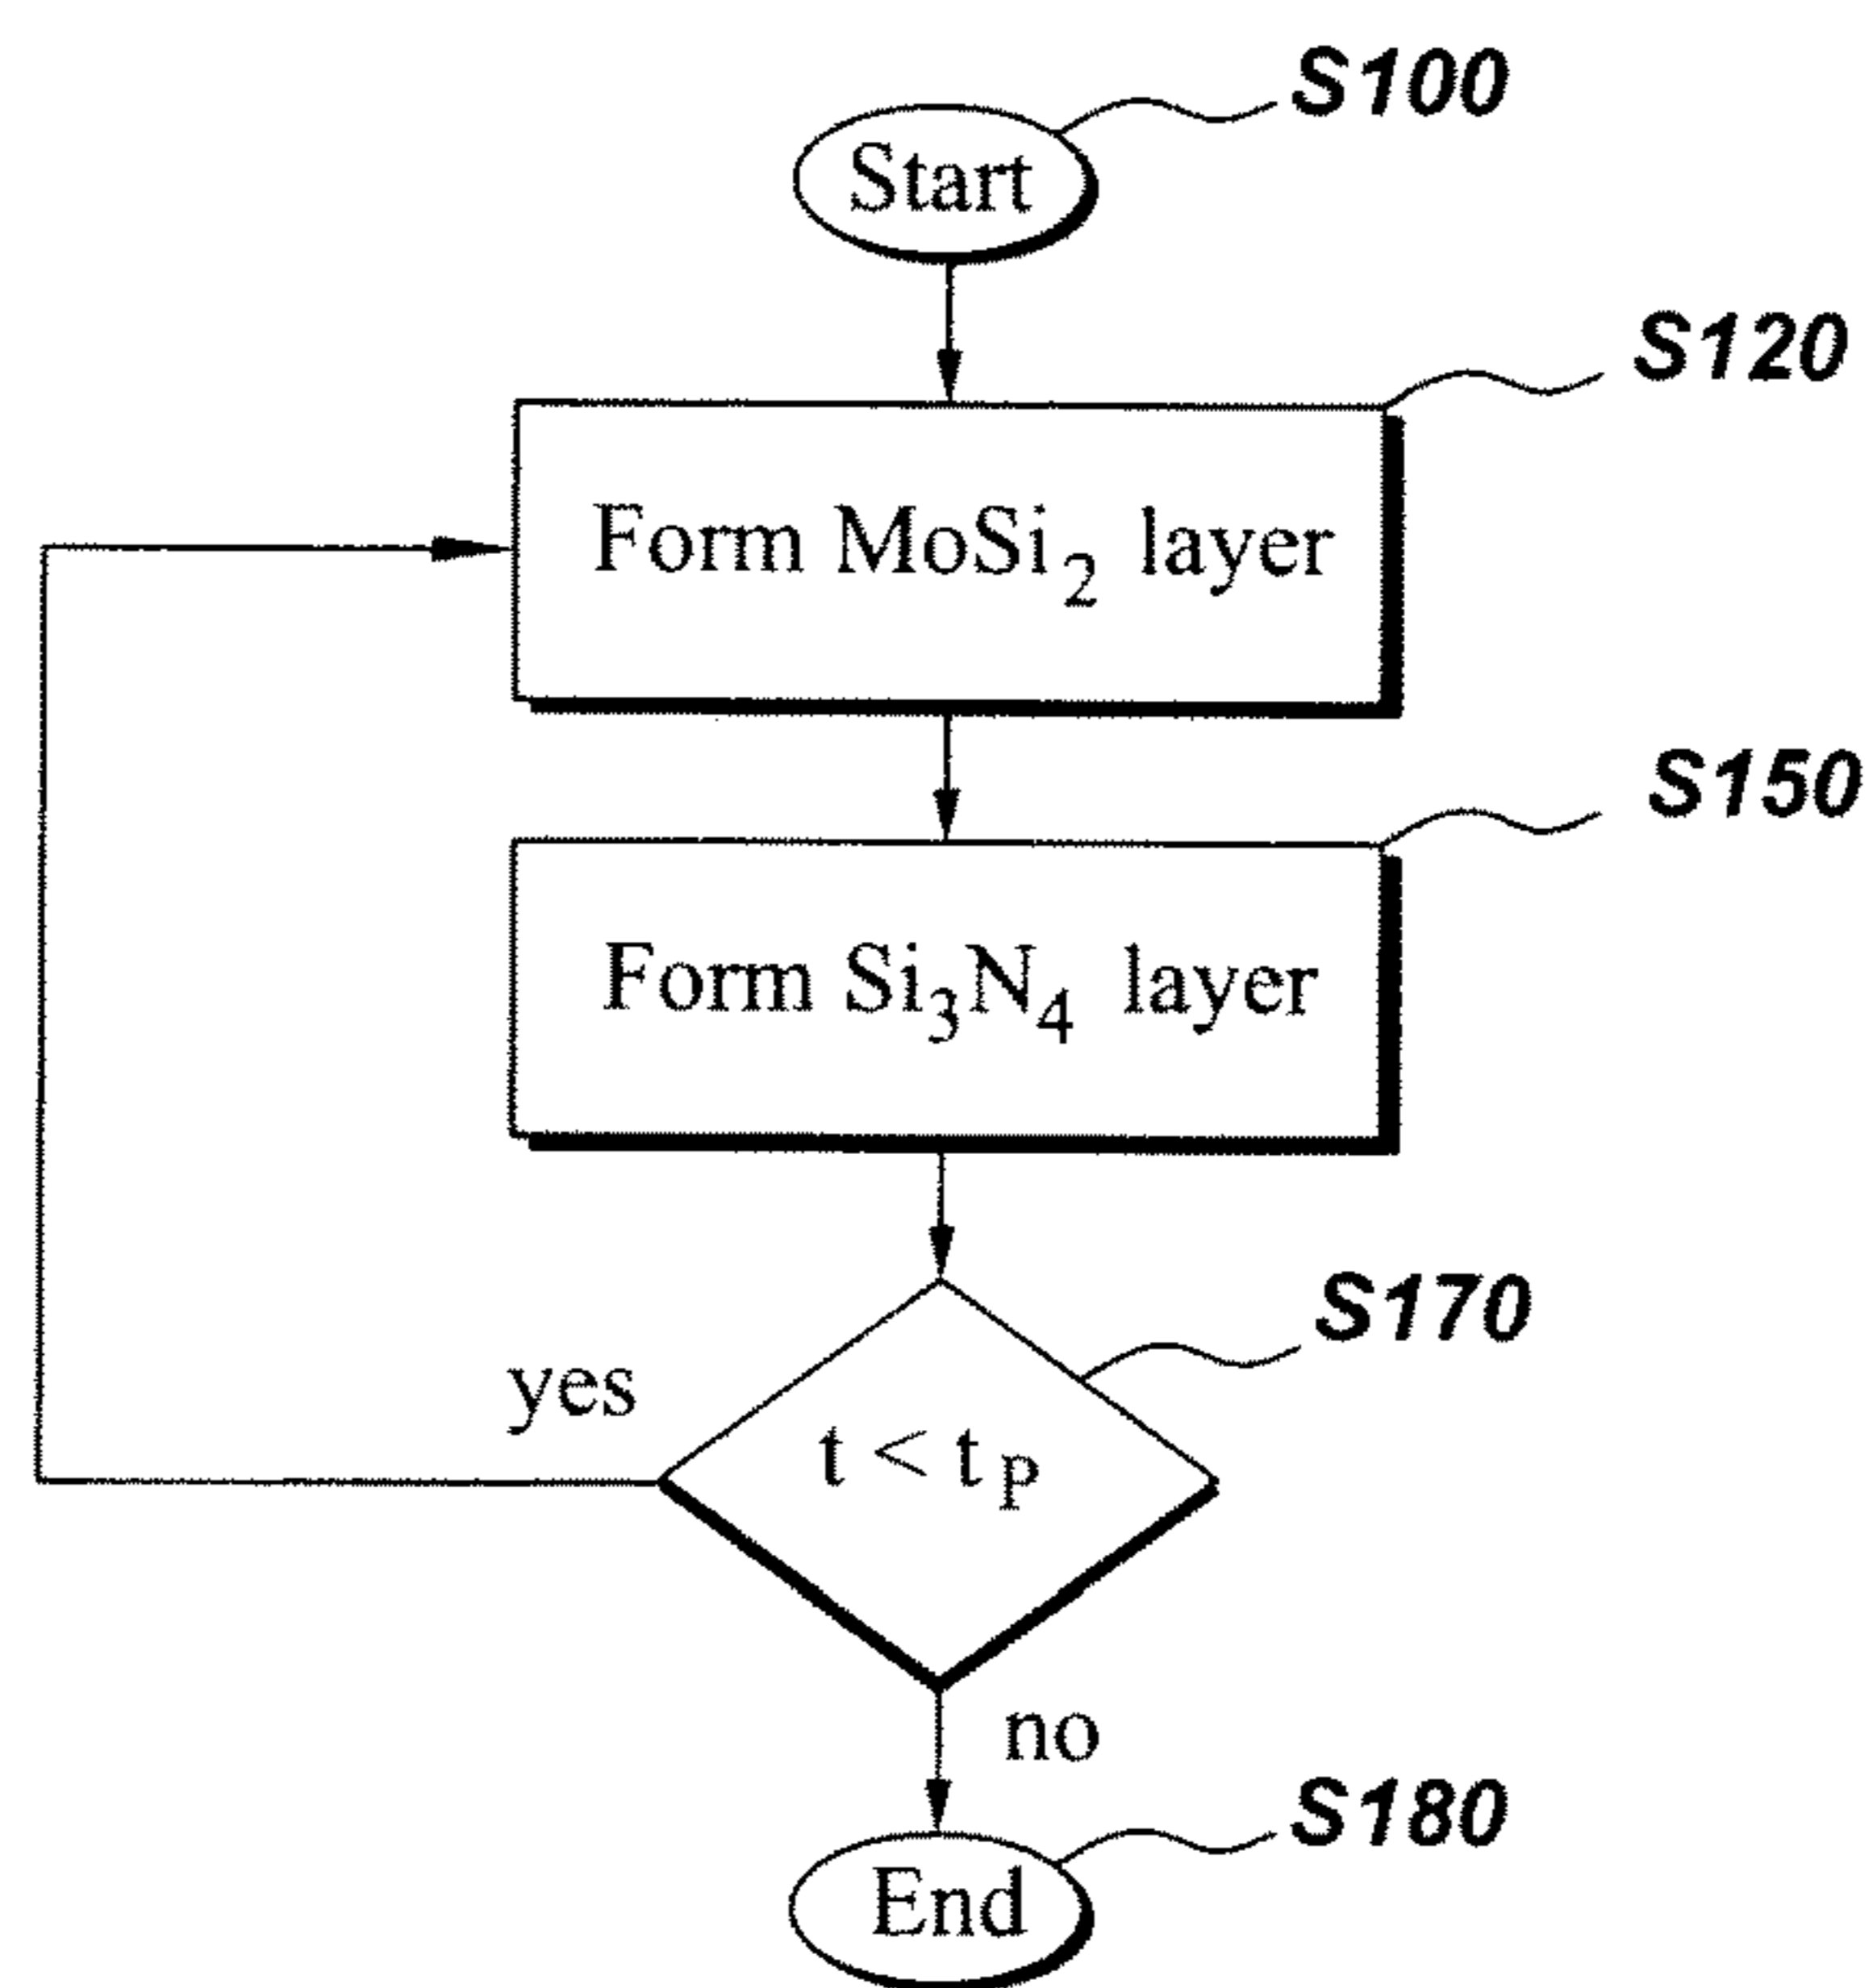 S100
Start
S120
Form MoSi2 layer
S150
Form Si3N4 layer
S170
yes
t < tP
no
S180
End